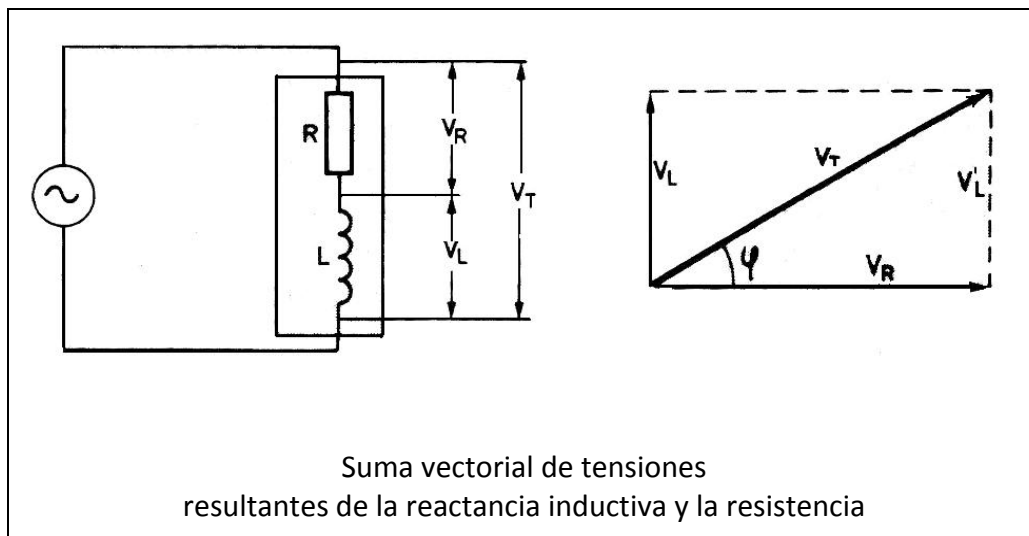 R
L
V_R
V_L
V_T
V_L
V_T
V'_L
φ
V_R
Suma vectorial de tensiones
resultantes de la reactancia inductiva y la resistencia